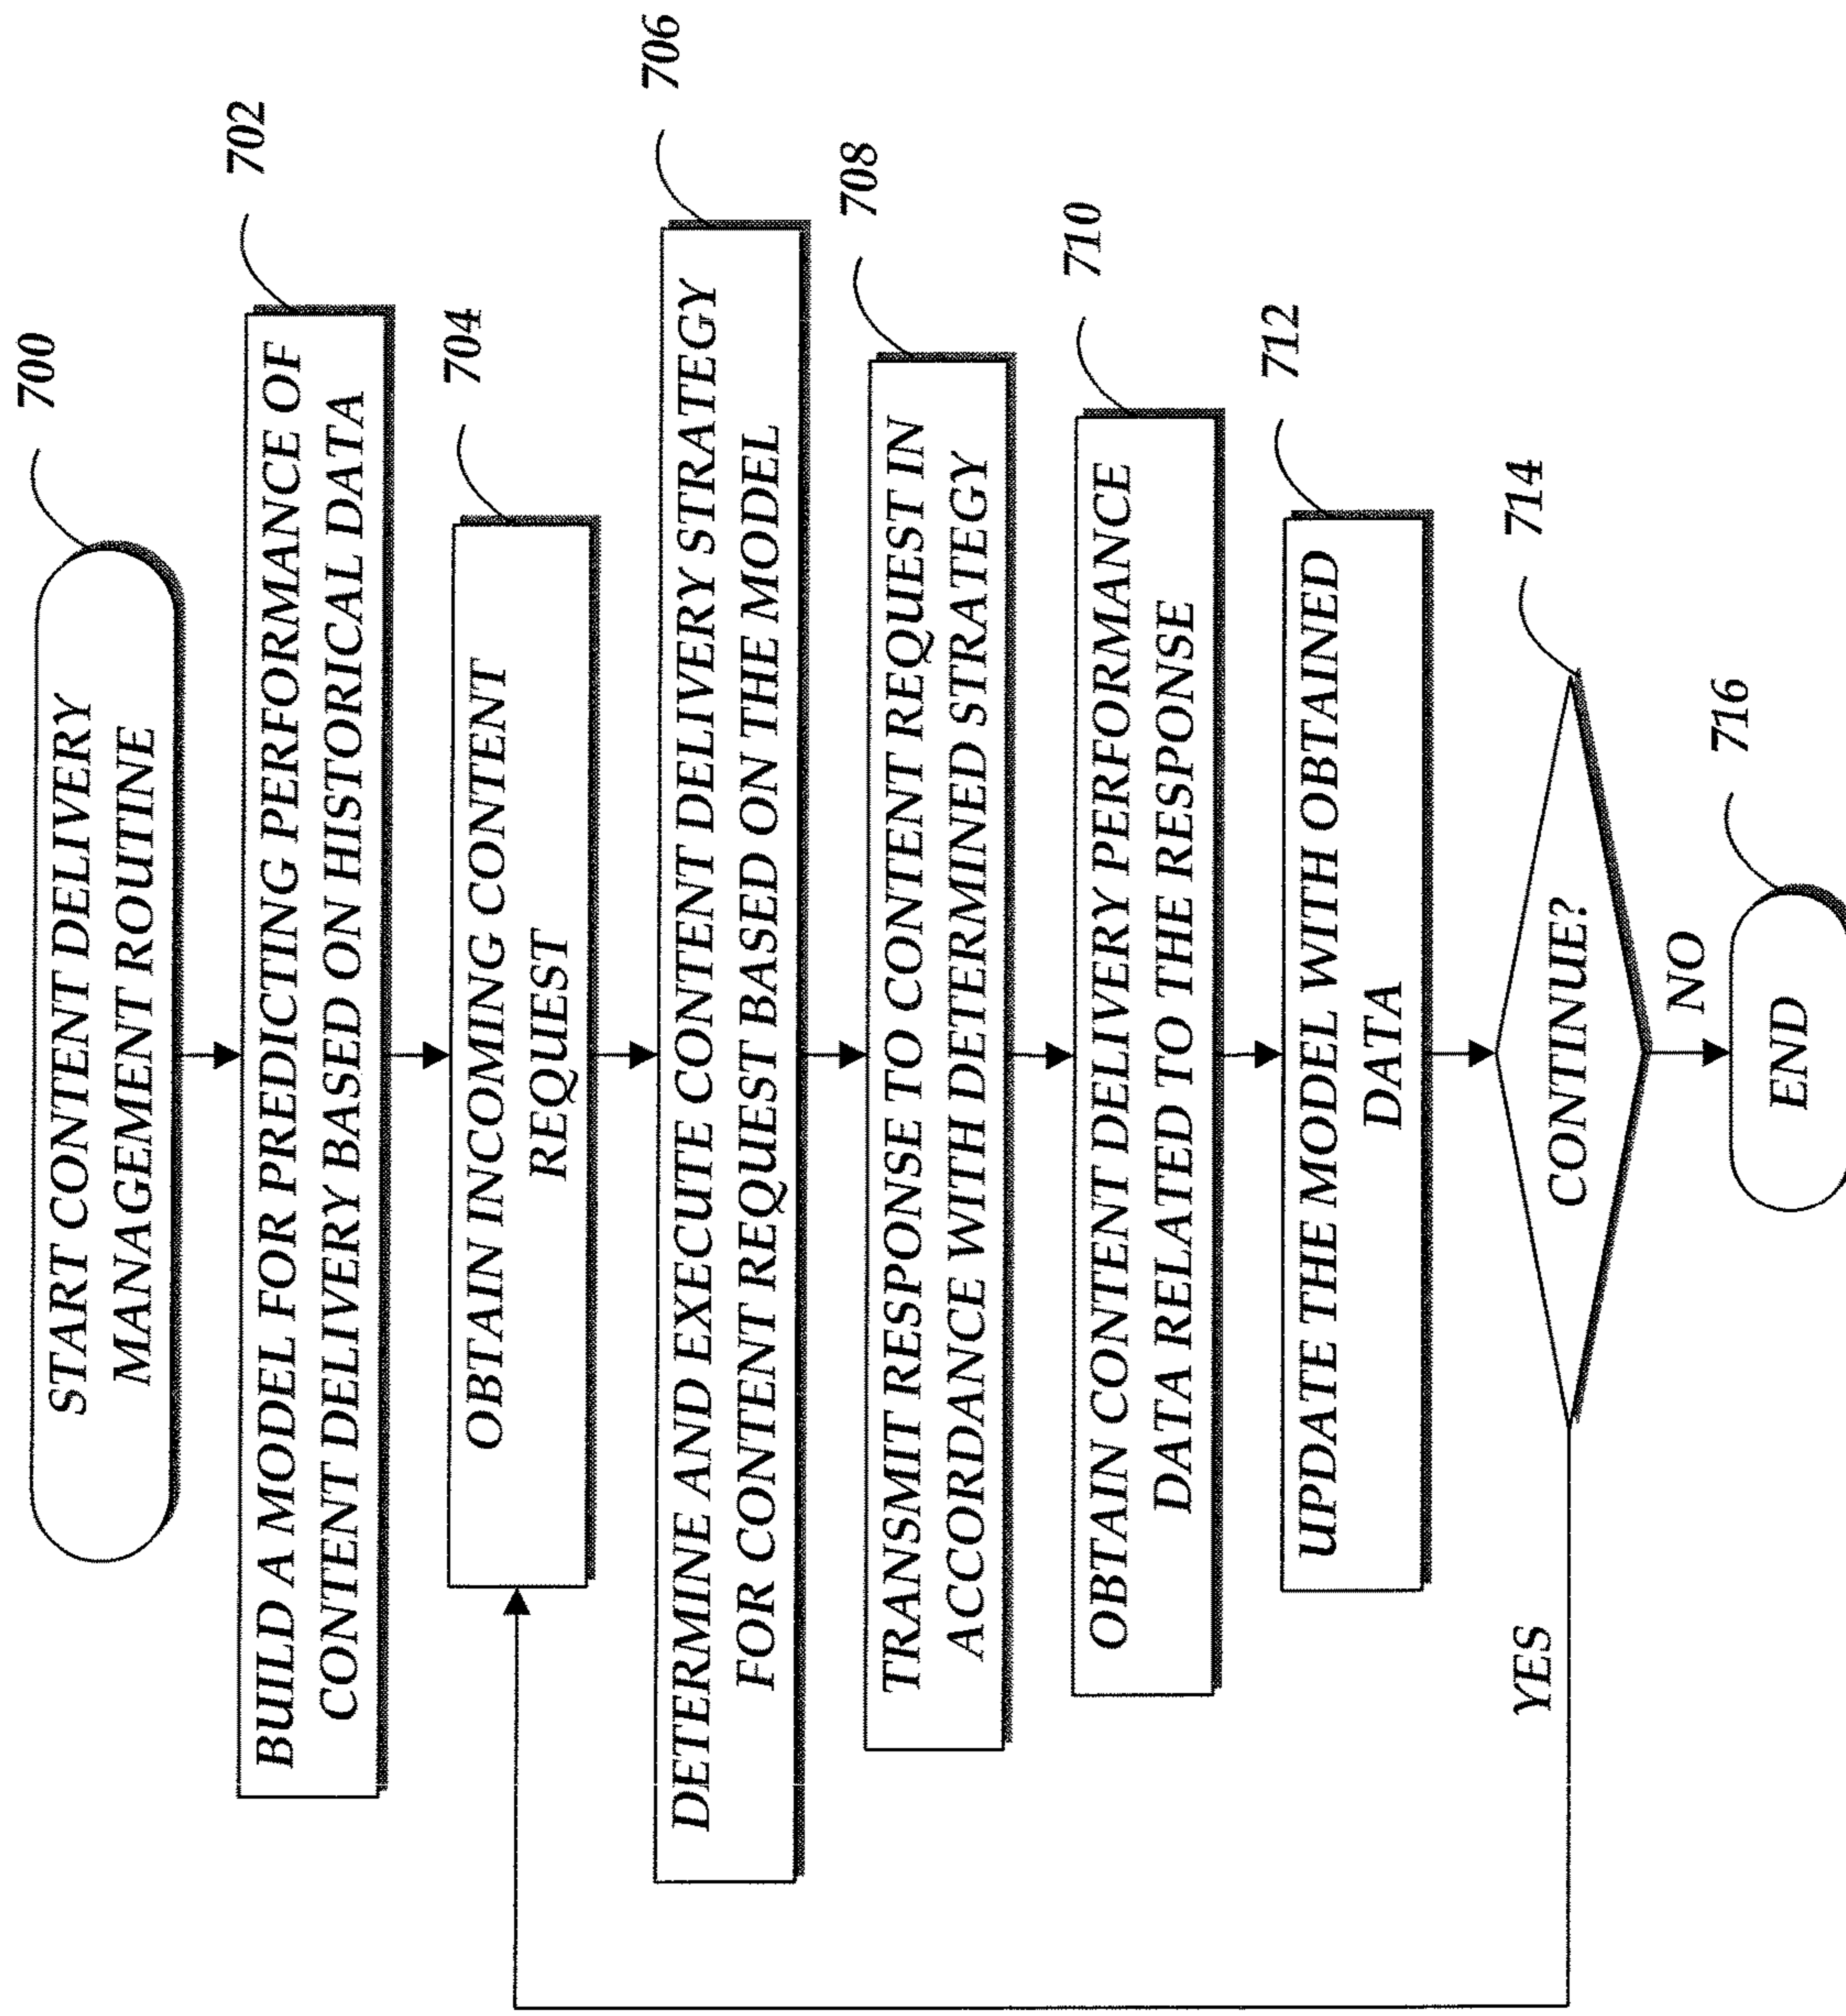 700
START CONTENT DELIVERY
MANAGEMENT ROUTINE
702
BUILD A MODEL FOR PREDICTING PERFORMANCE OF
CONTENT DELIVERY BASED ON HISTORICAL DATA
704
OBTAIN INCOMING CONTENT
REQUEST
706
DETERMINE AND EXECUTE CONTENT DELIVERY STRATEGY
FOR CONTENT REQUEST BASED ON THE MODEL
708
TRANSMIT RESPONSE TO CONTENT REQUEST IN
ACCORDANCE WITH DETERMINED STRATEGY
710
OBTAIN CONTENT DELIVERY PERFORMANCE
DATA RELATED TO THE RESPONSE
712
UPDATE THE MODEL WITH OBTAINED
DATA
714
YES
CONTINUE?
NO
716
END